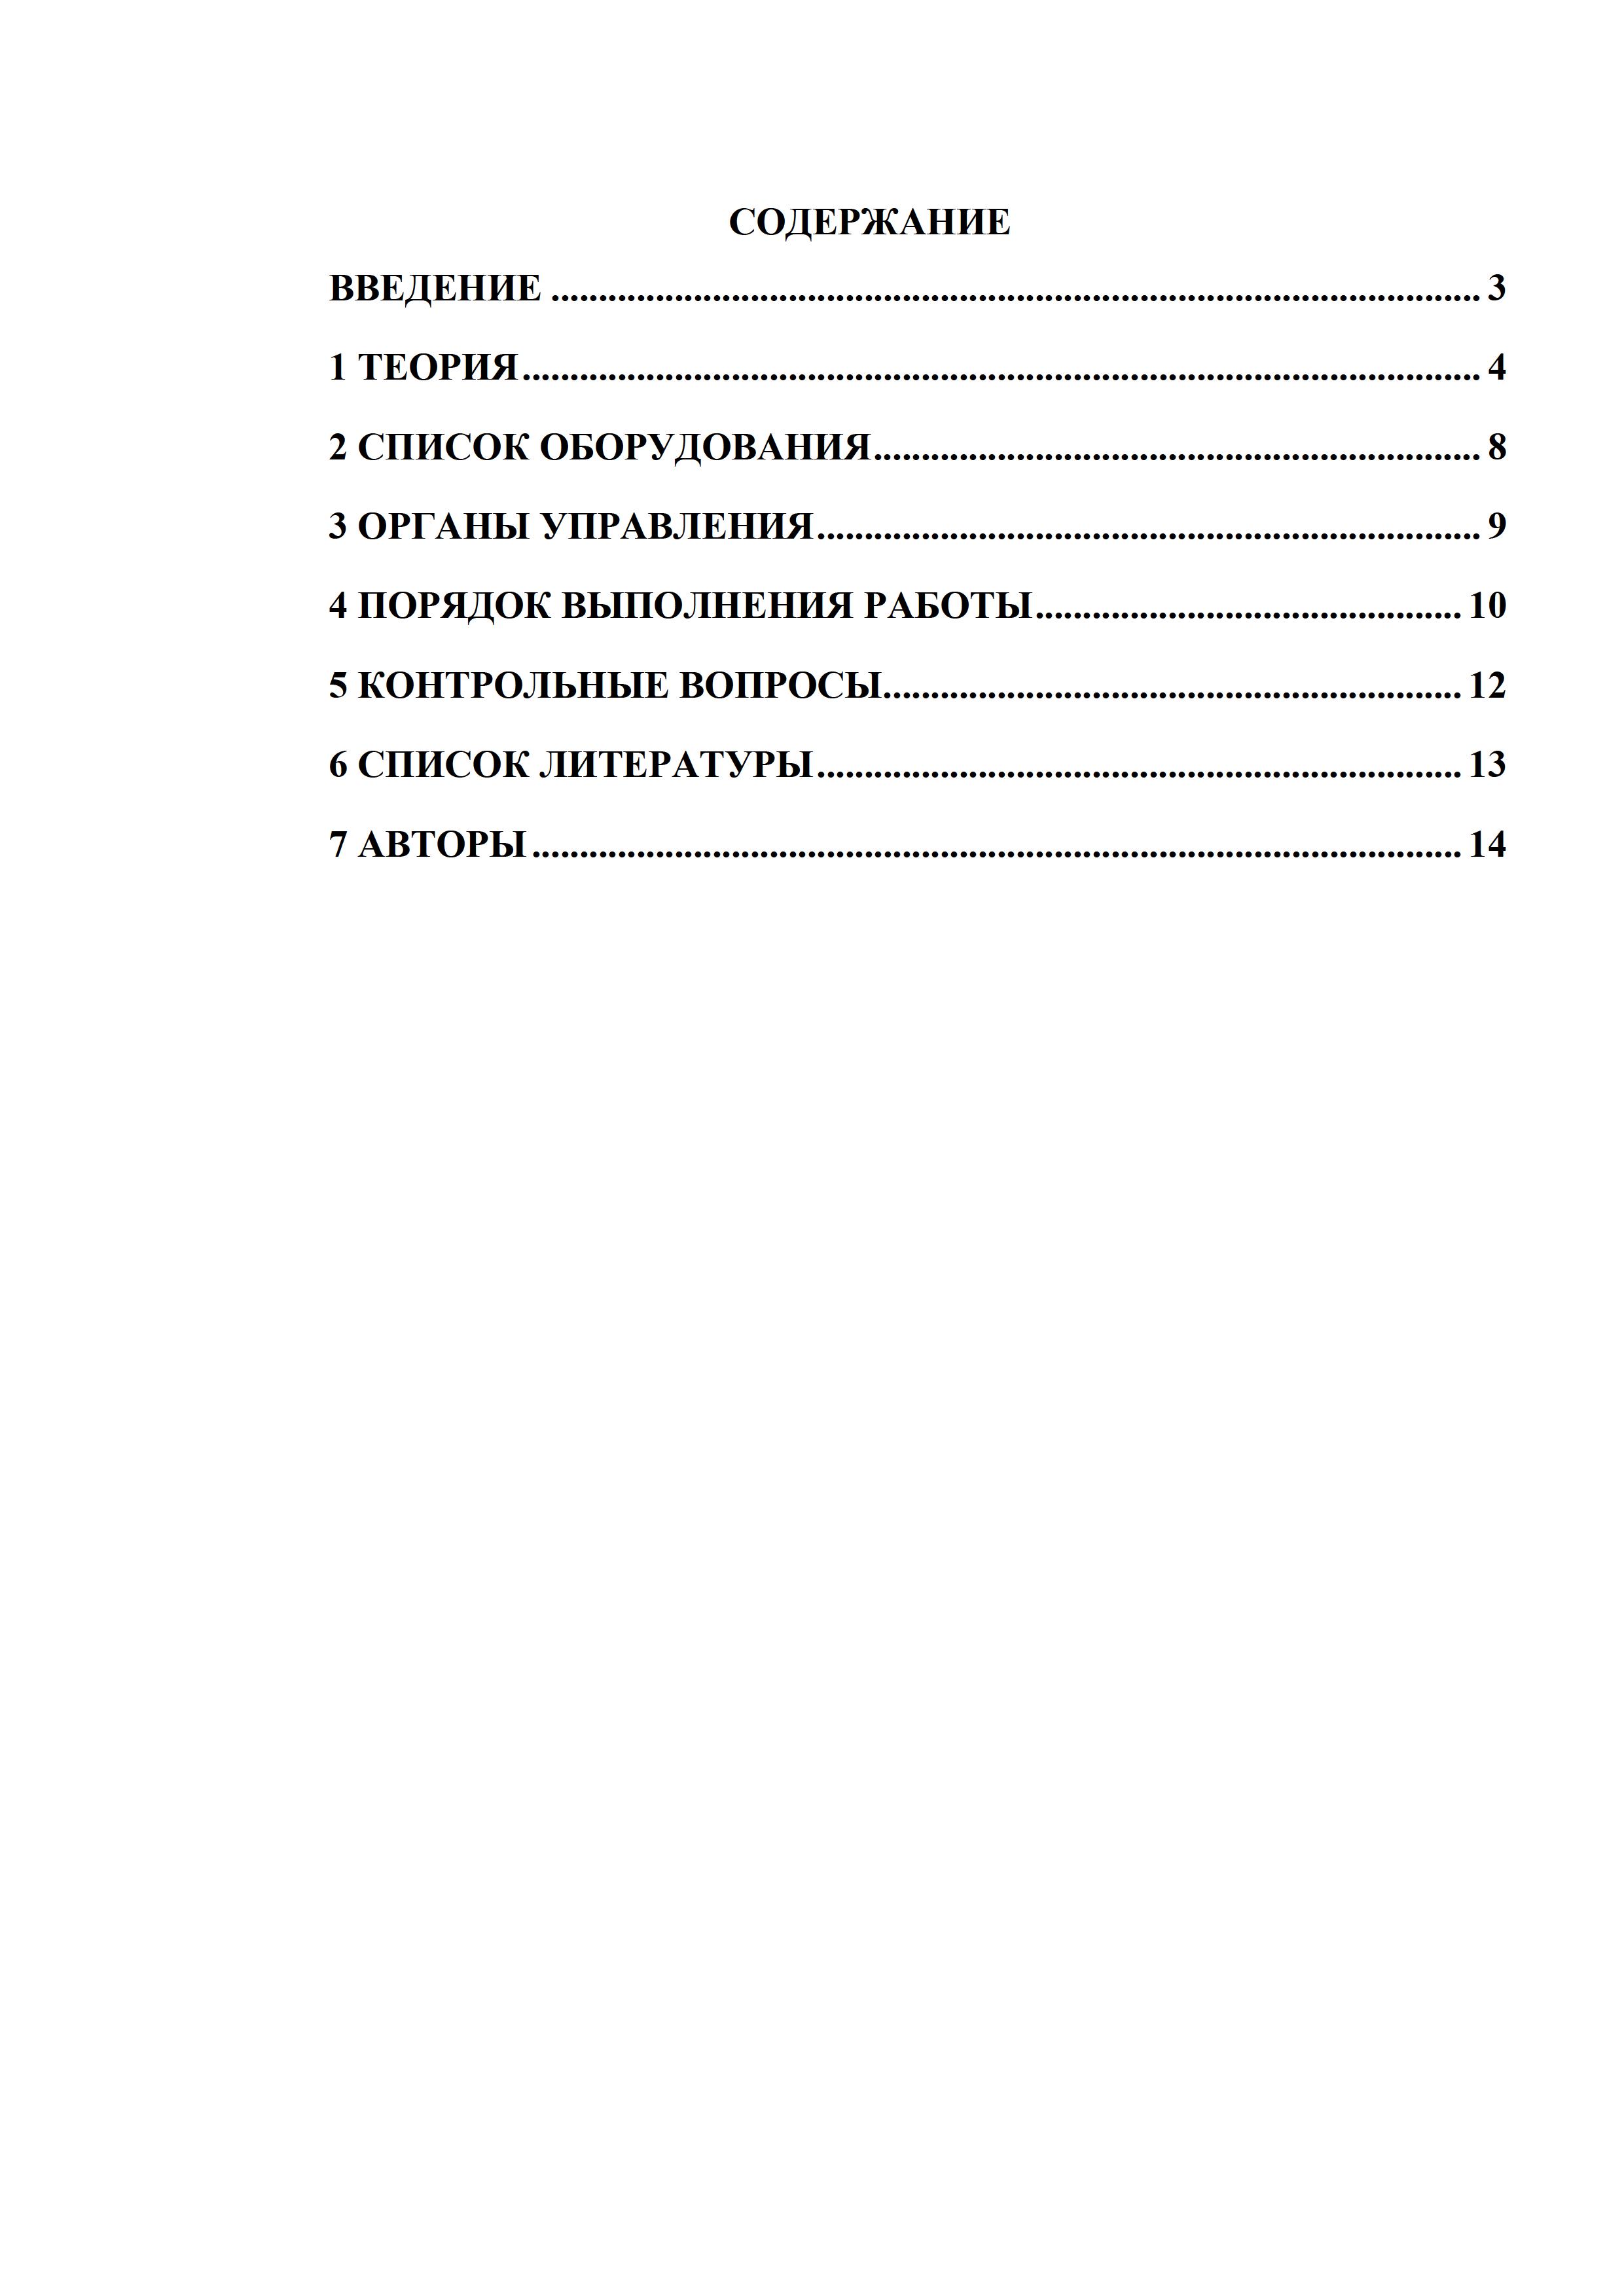 СОДЕРЖАНИЕ
ВВЕДЕНИЕ .................................................................................................. 3
1 ТЕОРИЯ..................................................................................................... 4
2 СПИСОК ОБОРУДОВАНИЯ................................................................ 8
3 ОРГАНЫ УПРАВЛЕНИЯ...................................................................... 9
4 ПОРЯДОК ВЫПОЛНЕНИЯ РАБОТЫ............................................. 10
5 КОНТРОЛЬНЫЕ ВОПРОСЫ............................................................. 12
6 СПИСОК ЛИТЕРАТУРЫ.................................................................... 13
7 АВТОРЫ .................................................................................................. 14